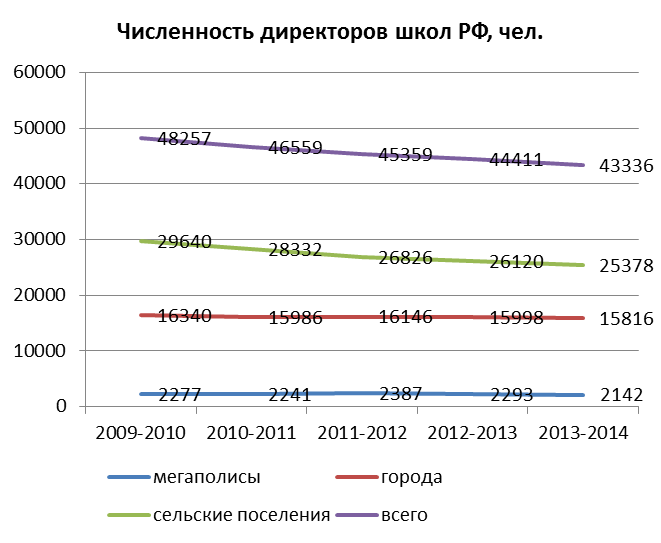 Численность директоров школ РФ, чел.
60000
50000
48257 46559 45359 44411 43336
40000
30000
29640 28332 26826 26120 25378
20000
16340 15986 16146 15998 15816
10000
2277 2241 2387 2293 2142
0
2009-2010 2010-2011 2011-2012 2012-2013 2013-2014
мегаполисы города
сельские поселения всего